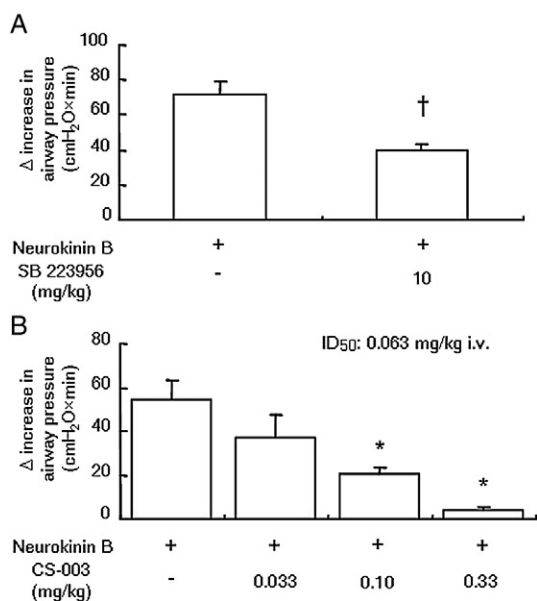 A
Δ increase in
airway pressure
(cmH₂O×min)
100
80
60
40
20
0
†
Neurokinin B + +
SB 223956 - 10
(mg/kg)
B
Δ increase in
airway pressure
(cmH₂O×min)
80
60
40
20
0
ID₅₀: 0.063 mg/kg i.v.
*
*
Neurokinin B + + + +
CS-003 - 0.033 0.10 0.33
(mg/kg)